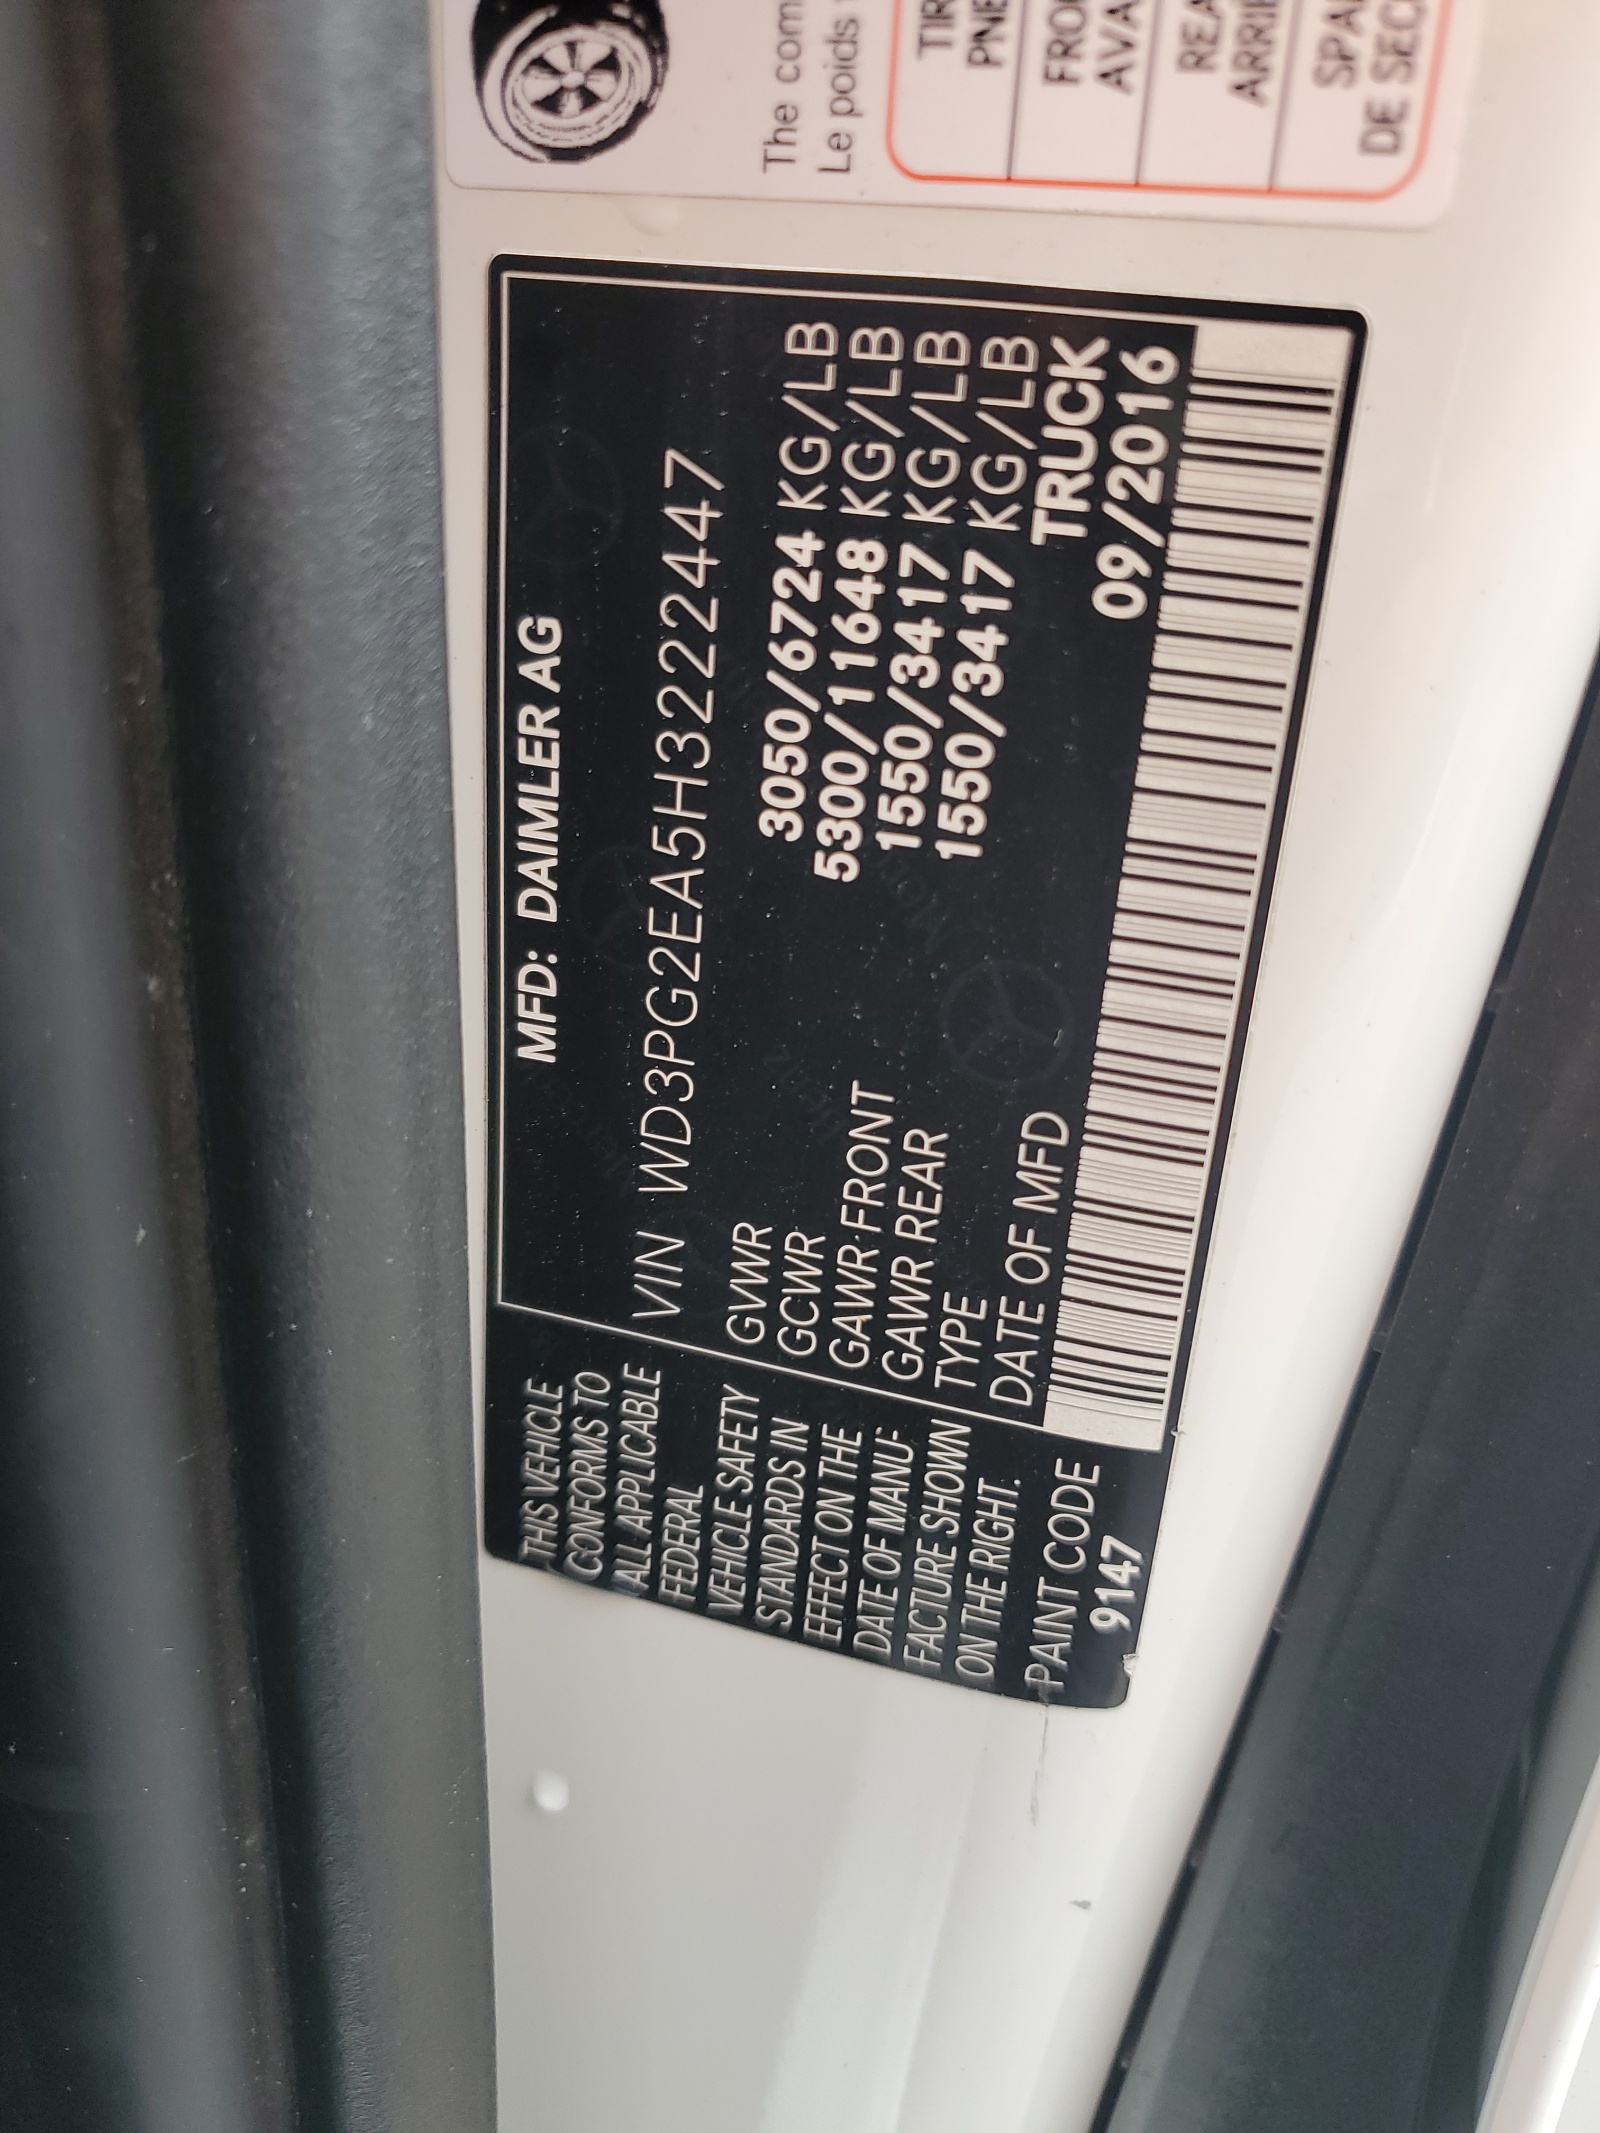 MFD: DAIMLER AG
VIN WD3PG2EA5H322447
GVWR 3050/6724 KG/LB
GCWR 5300/11648 KG/LB
GAWR FRONT 1550/3417 KG/LB
GAWR REAR 1550/3417 KG/LB
TYPE TRUCK
DATE OF MFD 09/2016
THIS VEHICLE
CONFORMS TO
ALL APPLICABLE
FEDERAL
VEHICLE SAFETY
STANDARDS IN
EFFECT ON THE
DATE OF MANU-
FACTURE SHOWN
ON THE RIGHT.
PAINT CODE
9147
The com
Le poids
TIR
PNE
FRO
AVA
REA
ARRIE
SPA
DE SEC